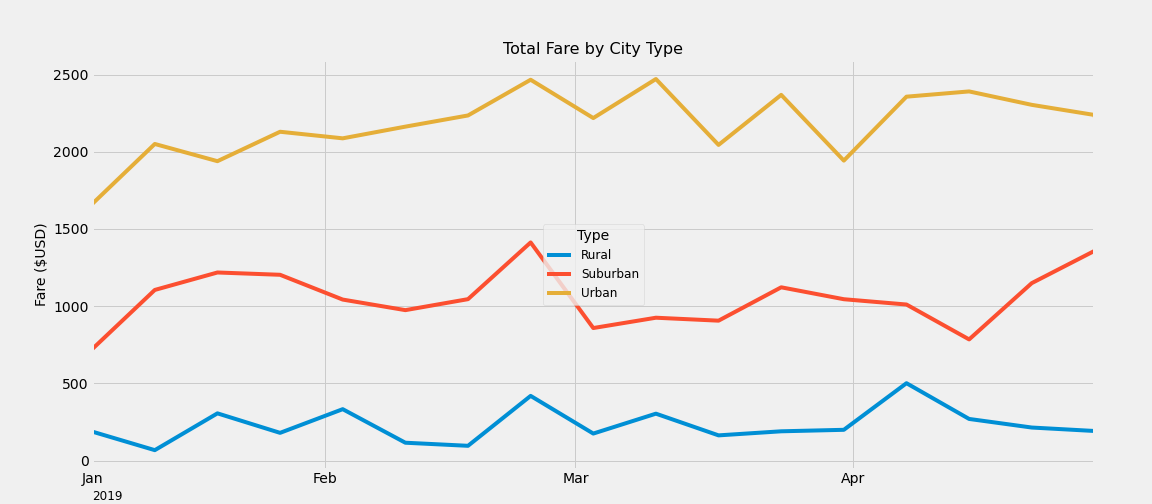 Total Fare by City Type
2500
2000
1500
1000
500
0
Fare ($USD)
Type
Rural
Suburban
Urban
Jan Feb Mar Apr
2019